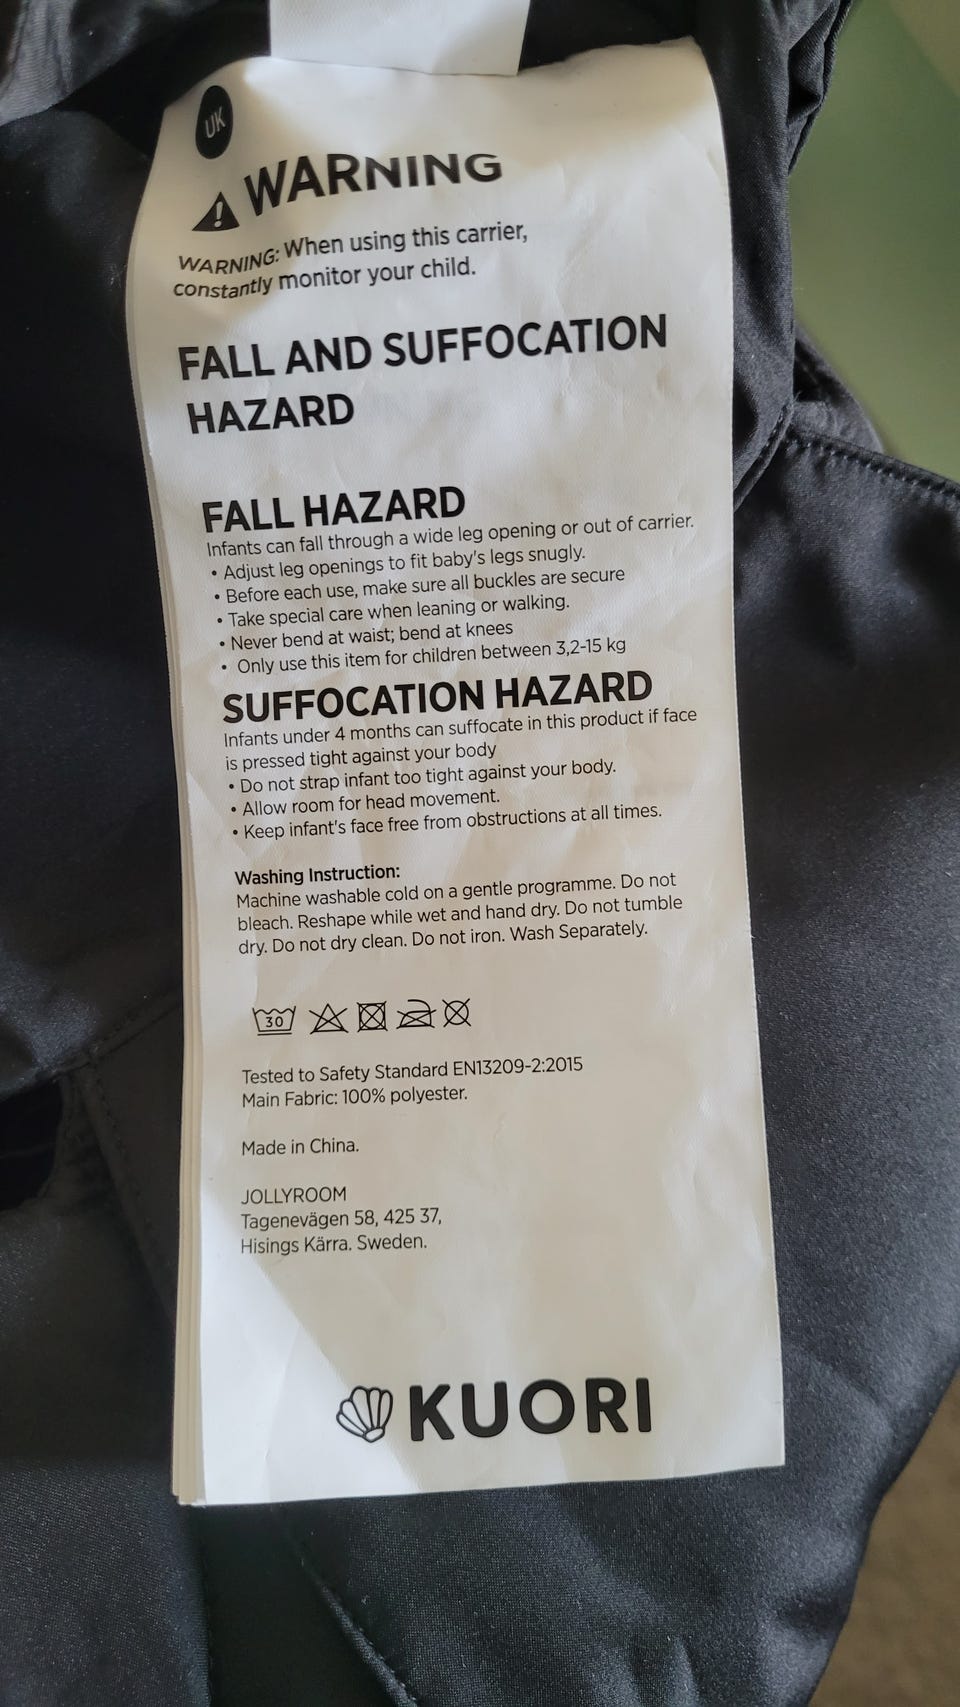 UK
WARNING
WARNING: When using this carrier,
constantly monitor your child.
FALL AND SUFFOCATION
HAZARD
FALL HAZARD
Infants can fall through a wide leg opening or out of carrier.
• Adjust leg openings to fit baby's legs snugly.
• Before each use, make sure all buckles are secure
• Take special care when leaning or walking.
• Never bend at waist; bend at knees
• Only use this item for children between 3,2-15 kg
SUFFOCATION HAZARD
Infants under 4 months can suffocate in this product if face
is pressed tight against your body
• Do not strap infant too tight against your body.
• Allow room for head movement.
• Keep infant's face free from obstructions at all times.
Washing Instruction:
Machine washable cold on a gentle programme. Do not
bleach. Reshape while wet and hand dry. Do not tumble
dry. Do not dry clean. Do not iron. Wash Separately.
30
Tested to Safety Standard EN13209-2:2015
Main Fabric: 100% polyester.
Made in China.
JOLLYROOM
Tagenevägen 58, 425 37,
Hisings Kärra. Sweden.
KUORI